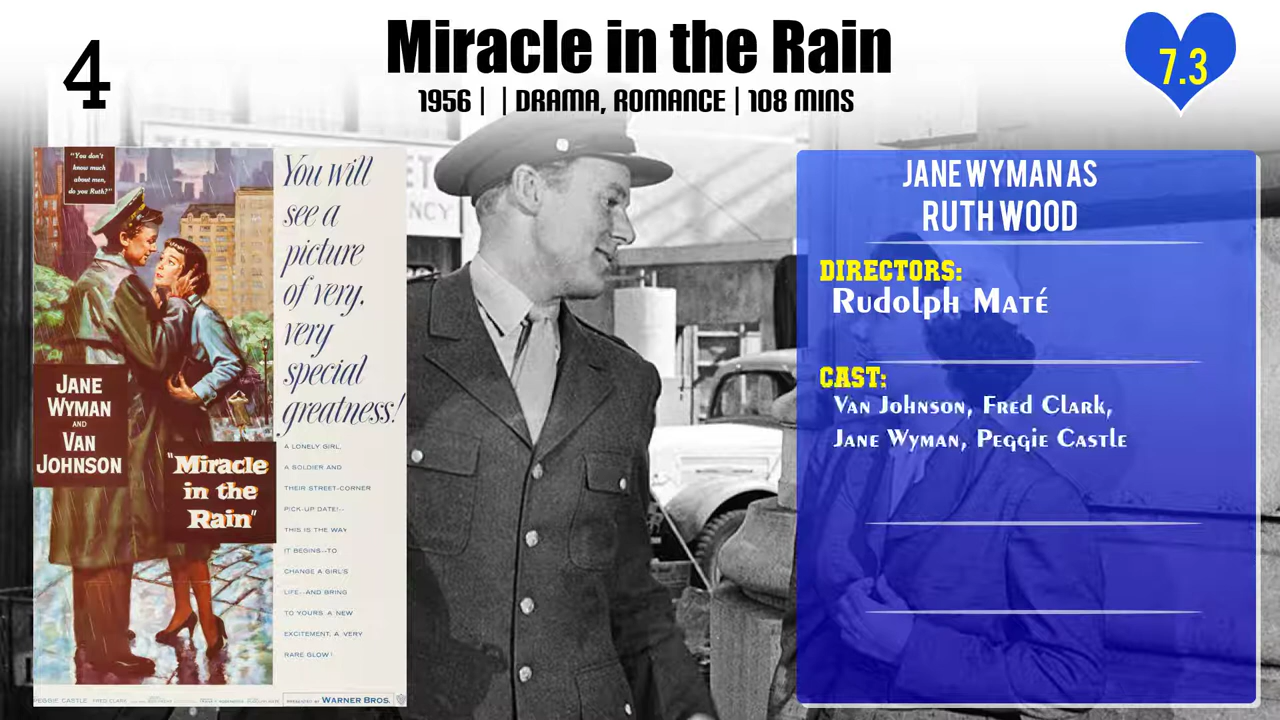 4
Miracle in the Rain
1956 | | DRAMA, ROMANCE | 108 MINS
7.3
"You don't
know much
about men,
do you Ruth?"
JANE
WYMAN
AND
VAN
JOHNSON
"Miracle
in the
Rain"
You will
see a
picture
of very,
very
special
greatness!
A LONELY GIRL,
A SOLDIER AND
THEIR STREET-CORNER
PICK-UP DATE!--
THIS IS THE WAY
IT BEGINS--TO
CHANGE A GIRL'S
LIFE--AND BRING
TO YOURS A NEW
EXCITEMENT, A VERY
RARE GLOW!
PEGGIE CASTLE FRED CLARK
PRESENTED BY WARNER BROS.
NCY
JANE WYMAN AS
RUTH WOOD
DIRECTORS:
Rudolph Maté
CAST:
Van Johnson, Fred Clark,
Jane Wyman, Peggie Castle